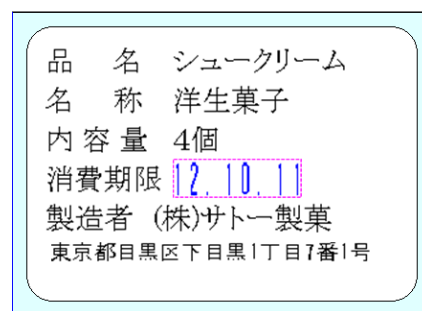 品　名　シュークリーム
名　称　洋生菓子
内容量　4個
消費期限 12.10.11
製造者　(株)サトー製菓
東京都目黒区下目黒1丁目7番1号